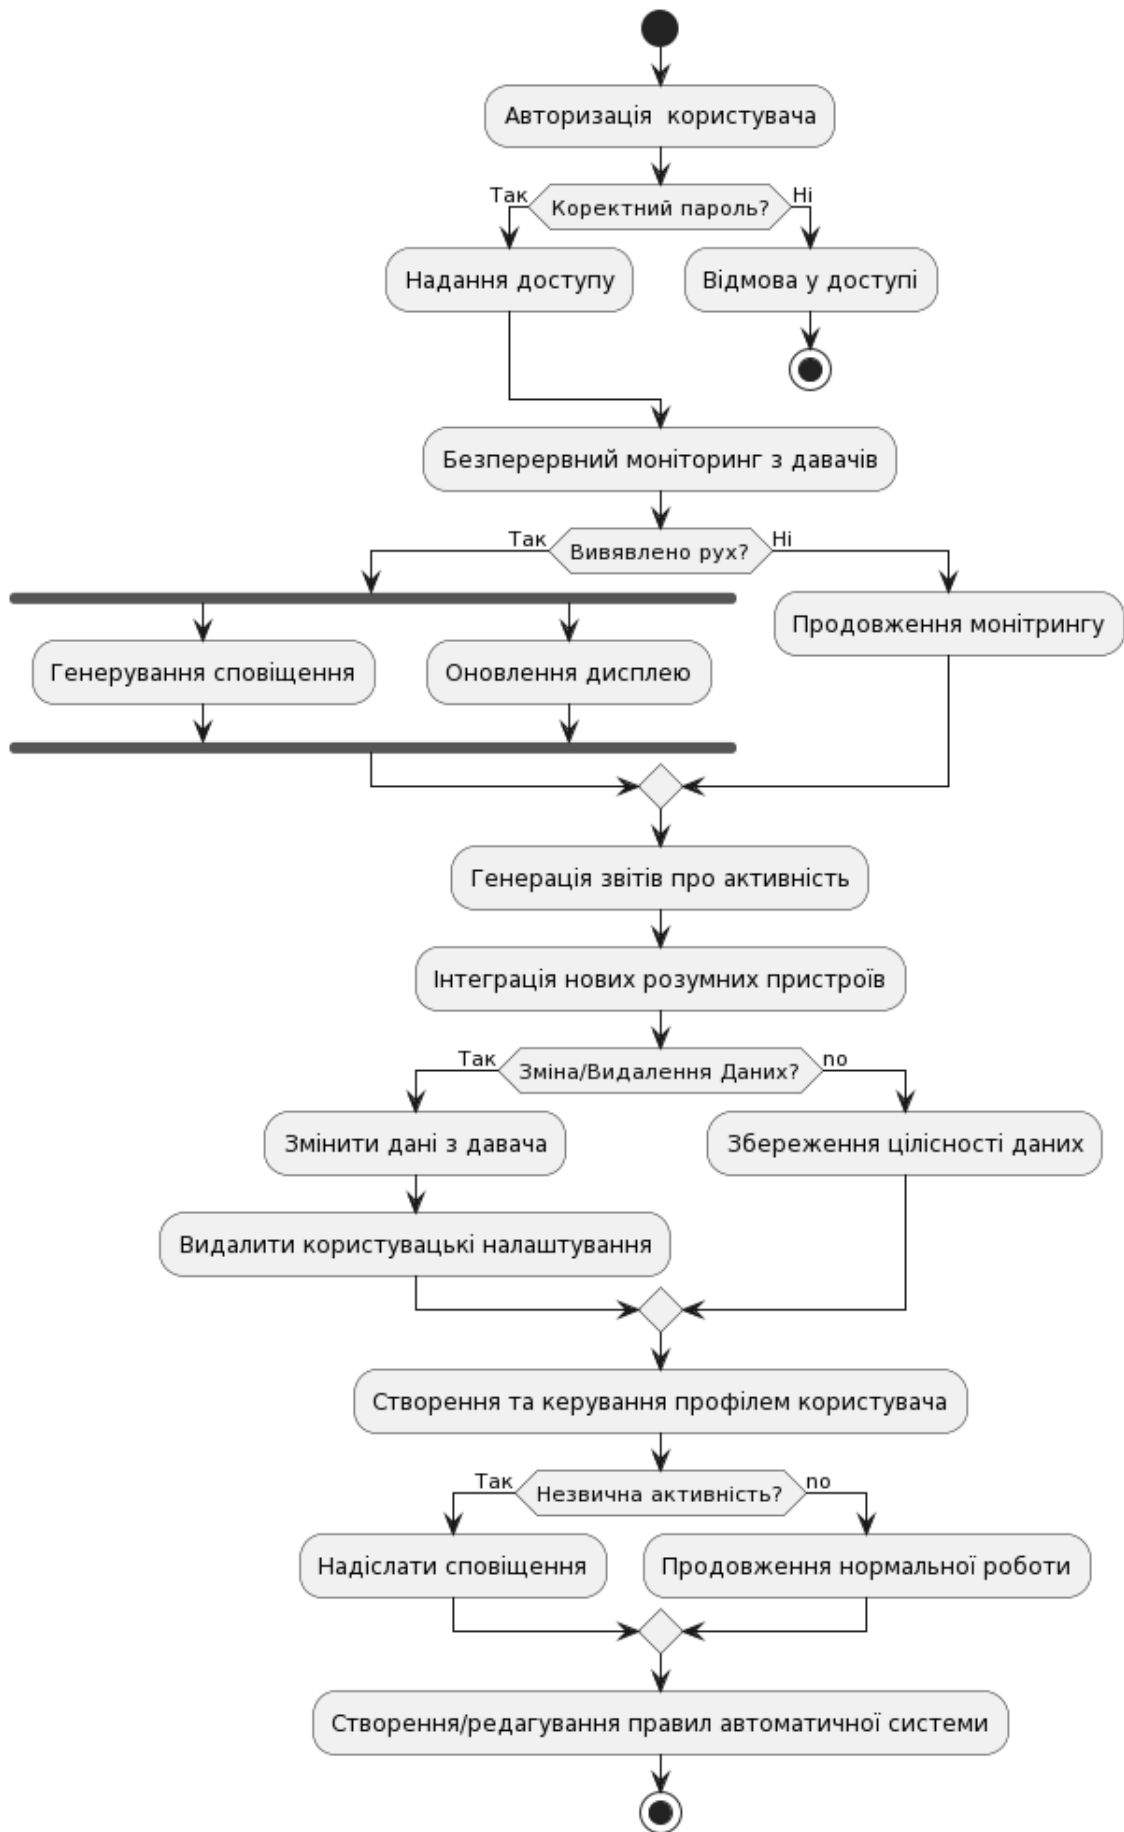 Авторизація  користувача
Так
Коректний пароль?
Ні
Надання доступу
Відмова у доступі
Безперервний моніторинг з давачів
Так
Вивявлено рух?
Ні
Генерування сповіщення
Оновлення дисплею
Продовження монітрингу
Генерація звітів про активність
Інтеграція нових розумних пристроїв
Так
Зміна/Видалення Даних?
no
Змінити дані з давача
Збереження цілісності даних
Видалити користувацькі налаштування
Створення та керування профілем користувача
Так
Незвична активність?
no
Надіслати сповіщення
Продовження нормальної роботи
Створення/редагування правил автоматичної системи